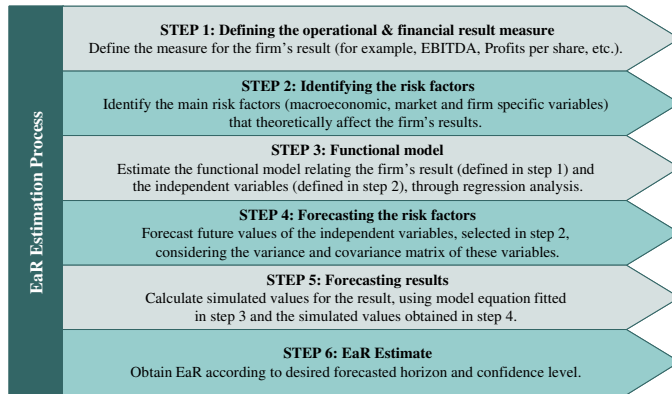 EaR Estimation Process
STEP 1: Defining the operational & financial result measure
Define the measure for the firm’s result (for example, EBITDA, Profits per share, etc.).
STEP 2: Identifying the risk factors
Identify the main risk factors (macroeconomic, market and firm specific variables)
that theoretically affect the firm’s results.
STEP 3: Functional model
Estimate the functional model relating the firm’s result (defined in step 1) and
the independent variables (defined in step 2), through regression analysis.
STEP 4: Forecasting the risk factors
Forecast future values of the independent variables, selected in step 2,
considering the variance and covariance matrix of these variables.
STEP 5: Forecasting results
Calculate simulated values for the result, using model equation fitted
in step 3 and the simulated values obtained in step 4.
STEP 6: EaR Estimate
Obtain EaR according to desired forecasted horizon and confidence level.